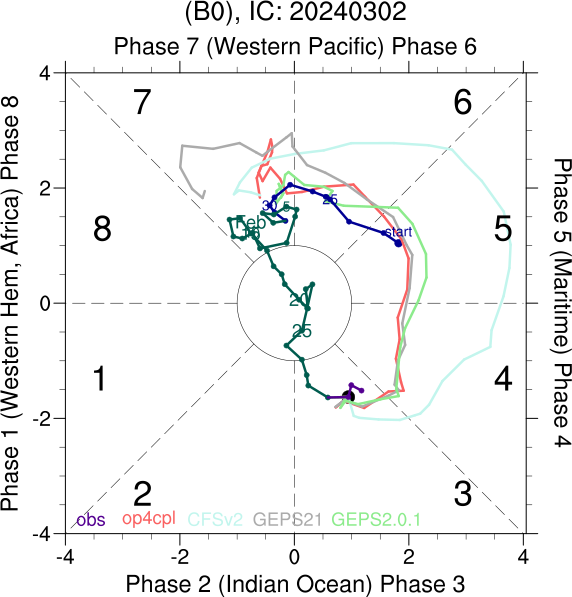 (B0), IC: 20240302
Phase 7 (Western Pacific) Phase 6
Phase 1 (Western Hem, Africa) Phase 8
Phase 5 (Maritime) Phase 4
4
2
0
-2
-4
7
6
8
5
1
4
2
3
30
5
25
Feb
start
20
25
obs
op4cpl
CFSv2
GEPS21
GEPS2.0.1
-4
-2
0
2
4
Phase 2 (Indian Ocean) Phase 3